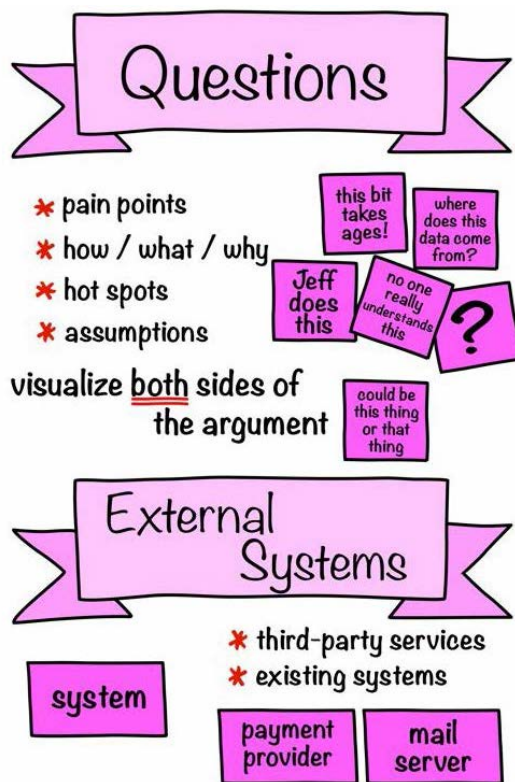 Questions
* pain points
* how / what / why
* hot spots
* assumptions
this bit
takes
ages!
where
does this
data come
from?
Jeff
does
this
no one
really
understands
this
?
visualize both sides of
the argument
could be
this thing
or that
thing
External
Systems
* third-party services
* existing systems
system
payment
provider
mail
server